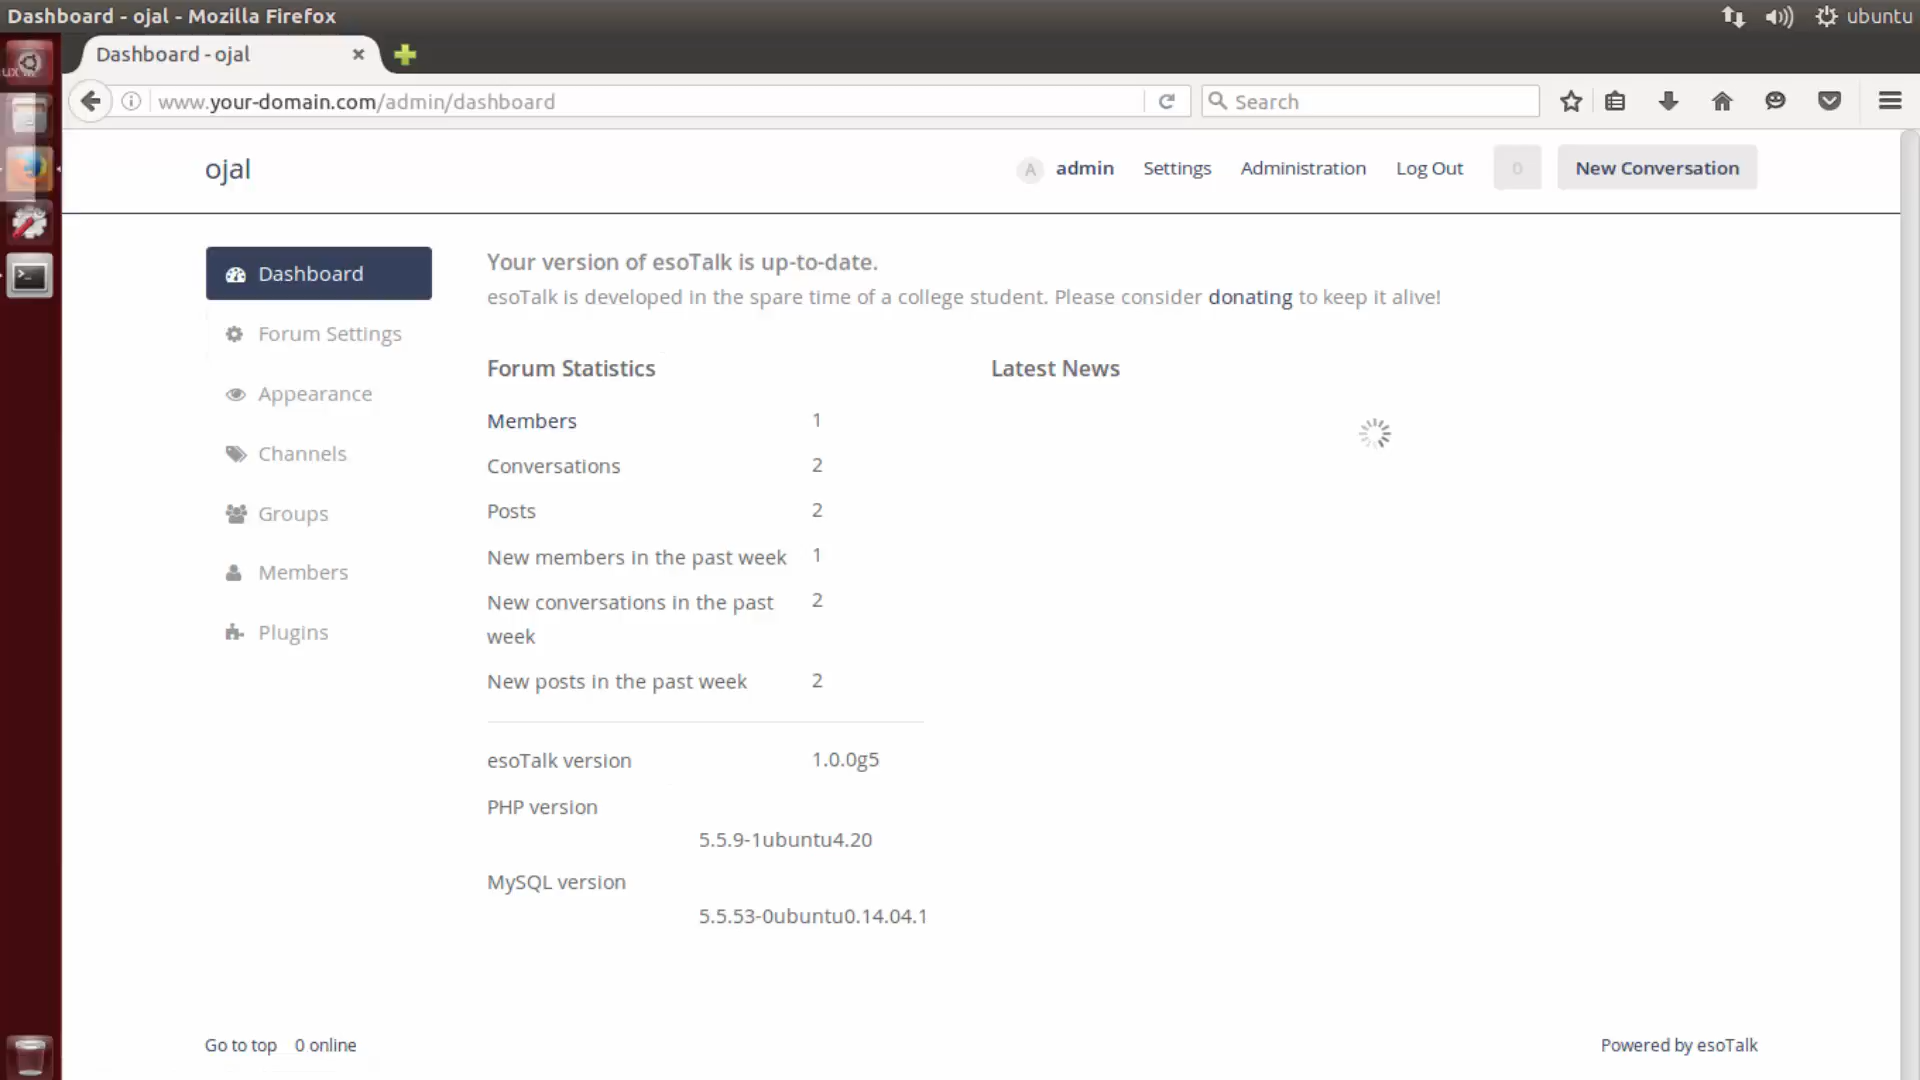 Dashboard - ojal - Mozilla Firefox
ubuntu
Dashboard - ojal
www.your-domain.com/admin/dashboard
Search
ojal
A admin Settings Administration Log Out 0 New Conversation
Dashboard
Forum Settings
Appearance
Channels
Groups
Members
Plugins
Your version of esoTalk is up-to-date.
esoTalk is developed in the spare time of a college student. Please consider donating to keep it alive!
Forum Statistics
Members 1
Conversations 2
Posts 2
New members in the past week 1
New conversations in the past 2
week
New posts in the past week 2
esoTalk version 1.0.0g5
PHP version
5.5.9-1ubuntu4.20
MySQL version
5.5.53-0ubuntu0.14.04.1
Latest News
Go to top 0 online
Powered by esoTalk